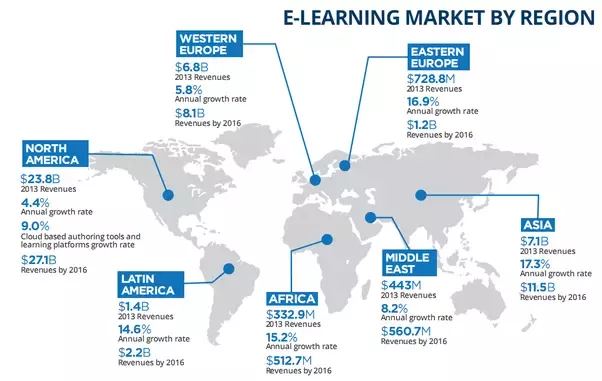 E-LEARNING MARKET BY REGION
WESTERN
EUROPE
$6.8B
2013 Revenues
5.8%
Annual growth rate
$8.1B
Revenues by 2016
EASTERN
EUROPE
$728.8M
2013 Revenues
16.9%
Annual growth rate
$1.2B
Revenues by 2016
NORTH
AMERICA
$23.8B
2013 Revenues
4.4%
Annual growth rate
9.0%
Cloud based authoring tools and
learning platforms growth rate
$27.1B
Revenues by 2016
LATIN
AMERICA
$1.4B
2013 Revenues
14.6%
Annual growth rate
$2.2B
Revenues by 2016
AFRICA
$332.9M
2013 Revenues
15.2%
Annual growth rate
$512.7M
Revenues by 2016
MIDDLE
EAST
$443M
2013 Revenues
8.2%
Annual growth rate
$560.7M
Revenues by 2016
ASIA
$7.1B
2013 Revenues
17.3%
Annual growth rate
$11.5B
Revenues by 2016